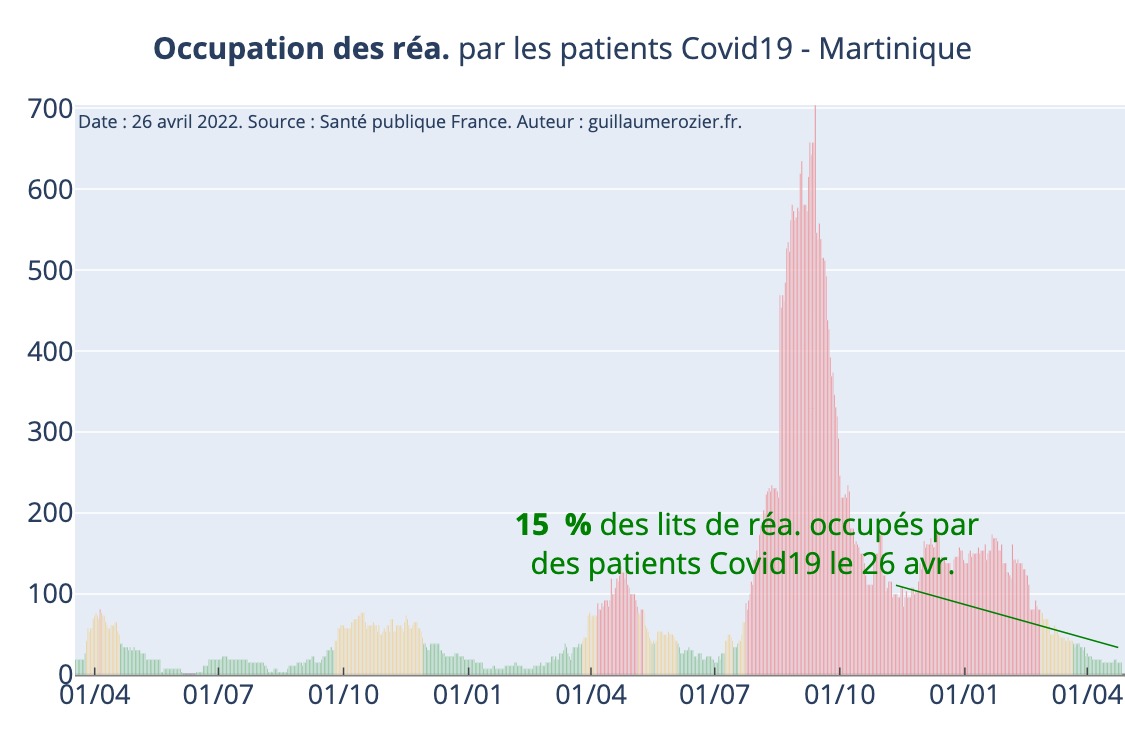 Occupation des réa. par les patients Covid19 - Martinique
700
Date : 26 avril 2022. Source : Santé publique France. Auteur : guillaumerozier.fr.
600
500
400
300
200
15 % des lits de réa. occupés par
des patients Covid19 le 26 avr.
100
0
01/04 01/07 01/10 01/01 01/04 01/07 01/10 01/01 01/04